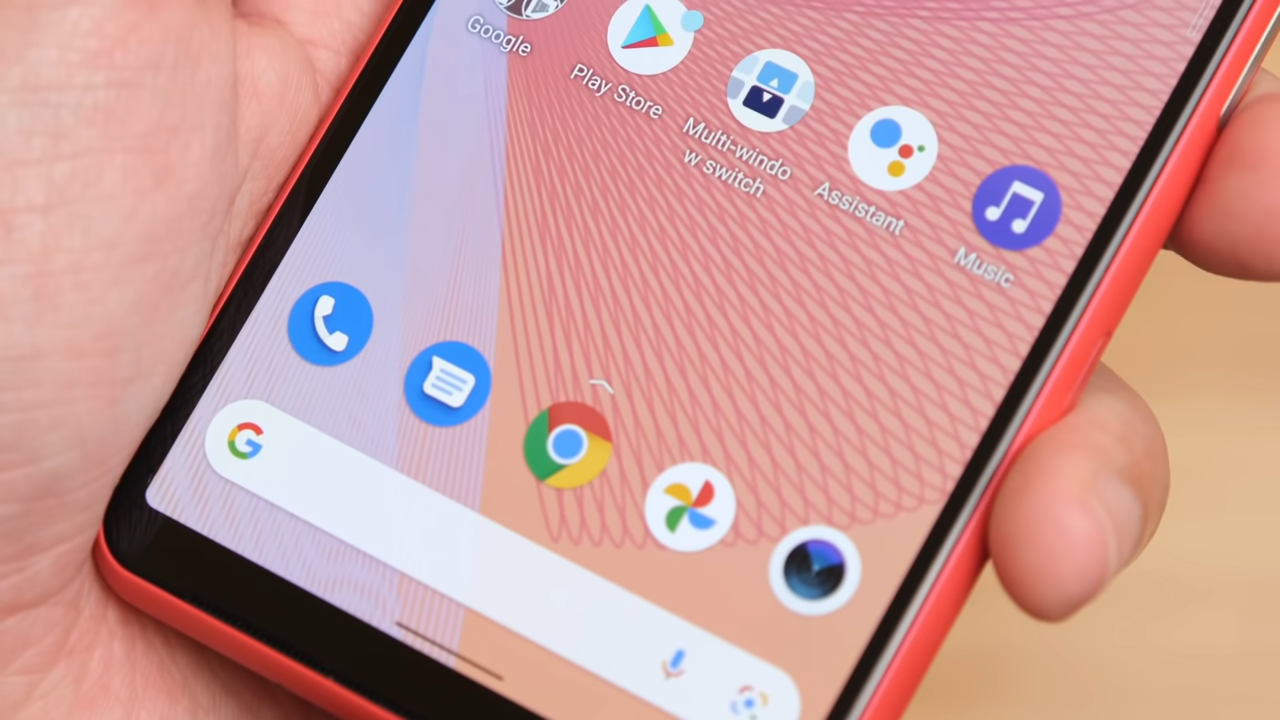 Google
Play Store
Multi-windo
w switch
Assistant
Music
G